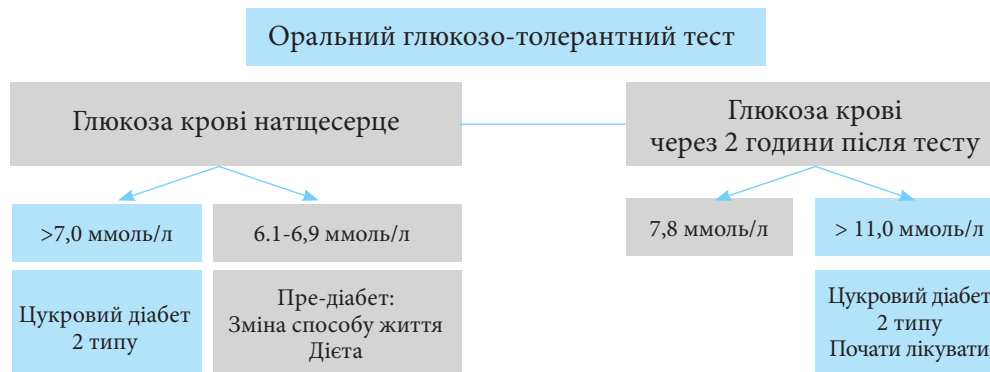 Оральний глюкозо-толерантний тест
Глюкоза крові натщесерце
Глюкоза крові
через 2 години після тесту
>7,0 ммоль/л
6.1-6,9 ммоль/л
7,8 ммоль/л
> 11,0 ммоль/л
Цукровий діабет
2 типу
Пре-діабет:
Зміна способу життя
Дієта
Цукровий діабет
2 типу
Почати лікувати